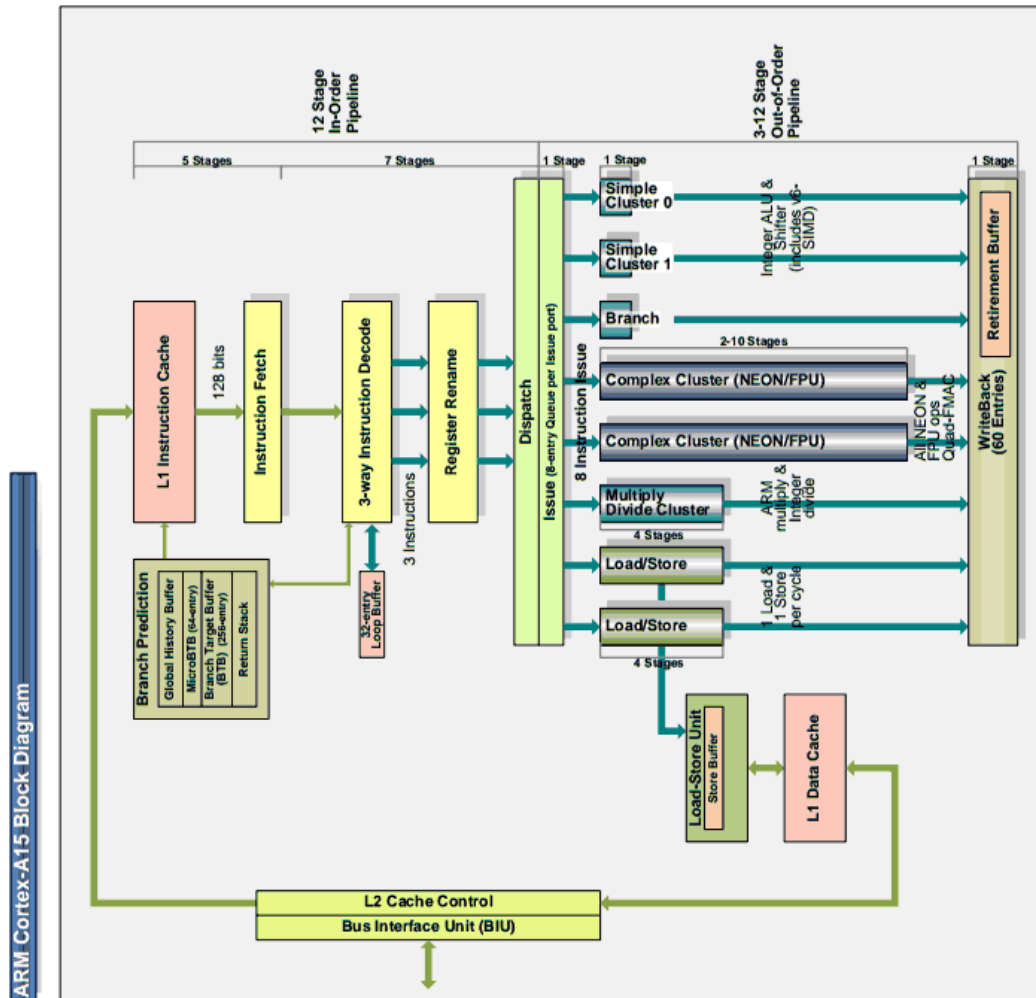 ARM Cortex-A15 Block Diagram
12 Stage
In-Order
Pipeline
3-12 Stage
Out-of-Order
Pipeline
5 Stages
7 Stages
1 Stage
1 Stage
1 Stage
L1 Instruction Cache
128 bits
Instruction Fetch
3-way Instruction Decode
3 Instructions
Register Rename
Dispatch
Issue (8-entry Queue per Issue port)
8 Instruction Issue
Simple
Cluster 0
Simple
Cluster 1
Integer ALU &
Shifter
(includes v6-
SIMD)
Branch
2-10 Stages
Complex Cluster (NEON/FPU)
Complex Cluster (NEON/FPU)
All NEON &
FPU ops
Quad-FMAC
Multiply
Divide Cluster
4 Stages
ARM
multiply &
Integer
divide
Load/Store
Load/Store
4 Stages
1 Load &
1 Store
per cycle
WriteBack
(60 Entries)
Retirement Buffer
Branch Prediction
Global History Buffer
MicroBTB (64-entry)
Branch Target Buffer
(BTB) (256-entry)
Return Stack
32-entry
Loop Buffer
Load-Store Unit
Store Buffer
L1 Data Cache
L2 Cache Control
Bus Interface Unit (BIU)